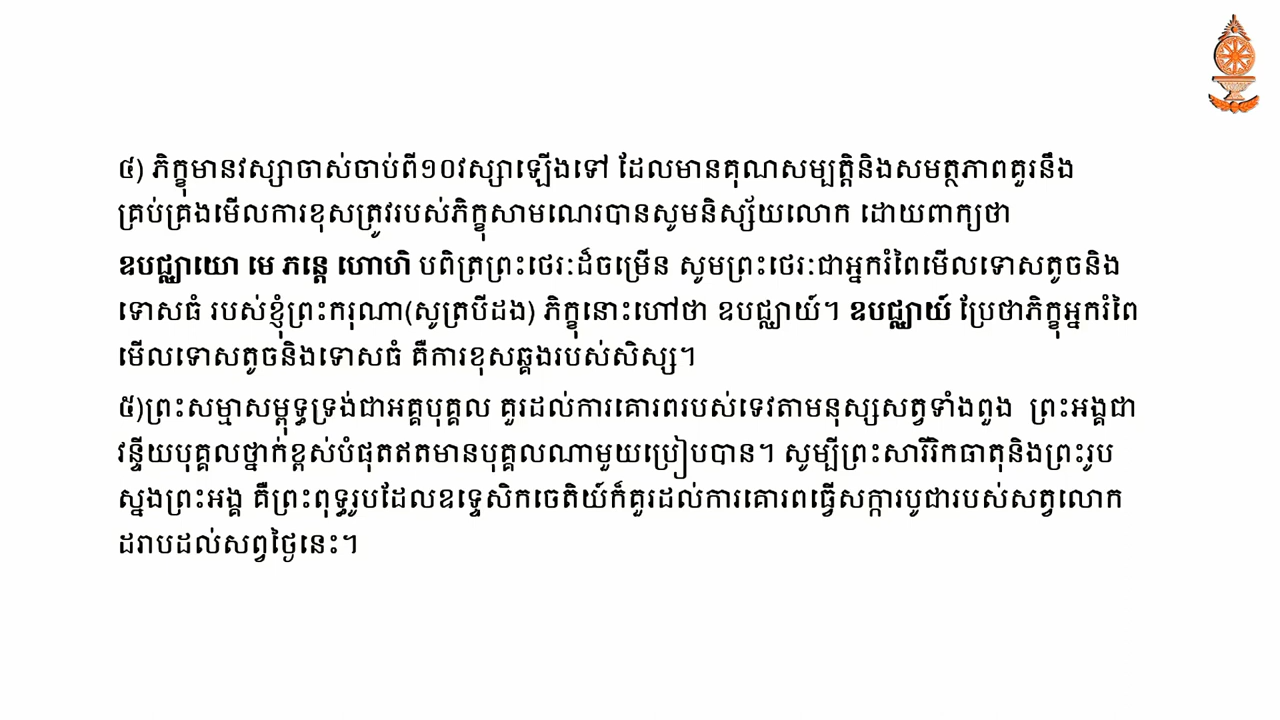 ៤) ភិក្ខុមានវស្សាចាស់ចាប់ពី១០វស្សាឡើងទៅ ដែលមានគុណសម្បត្តិនិងសមត្ថភាពគួរនឹង
គ្រប់គ្រងមើលការខុសត្រូវរបស់ភិក្ខុសាមណេរបានសូមនិស្ស័យលោក ដោយពាក្យថា
ឧបជ្ឈាយោ មេ ភន្តេ ហោហិ បពិត្រព្រះថេរៈដ៏ចម្រើន សូមព្រះថេរៈជាអ្នករំពៃមើលទោសតូចនិង
ទោសធំ របស់ខ្ញុំព្រះករុណា(សូត្របីដង) ភិក្ខុនោះហៅថា ឧបជ្ឈាយ៍។ ឧបជ្ឈាយ៍ ប្រែថាភិក្ខុអ្នករំពៃ
មើលទោសតូចនិងទោសធំ គឺការខុសឆ្គងរបស់សិស្ស។
៥)ព្រះសម្មាសម្ពុទ្ធទ្រង់ជាអគ្គបុគ្គល គួរដល់ការគោរពរបស់ទេវតាមនុស្សសត្វទាំងពួង ព្រះអង្គជា
វន្ទីយបុគ្គលថ្នាក់ខ្ពស់បំផុតឥតមានបុគ្គលណាមួយប្រៀបបាន។ សូម្បីព្រះសារីរិកធាតុនិងព្រះរូប
ស្នងព្រះអង្គ គឺព្រះពុទ្ធរូបដែលឧទ្ទេសិកចេតិយ៍ក៏គួរដល់ការគោរពធ្វើសក្ការបូជារបស់សត្វលោក
ដរាបដល់សព្វថ្ងៃនេះ។